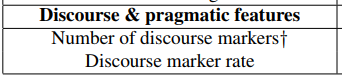 Discourse & pragmatic features
Number of discourse markers†
Discourse marker rate